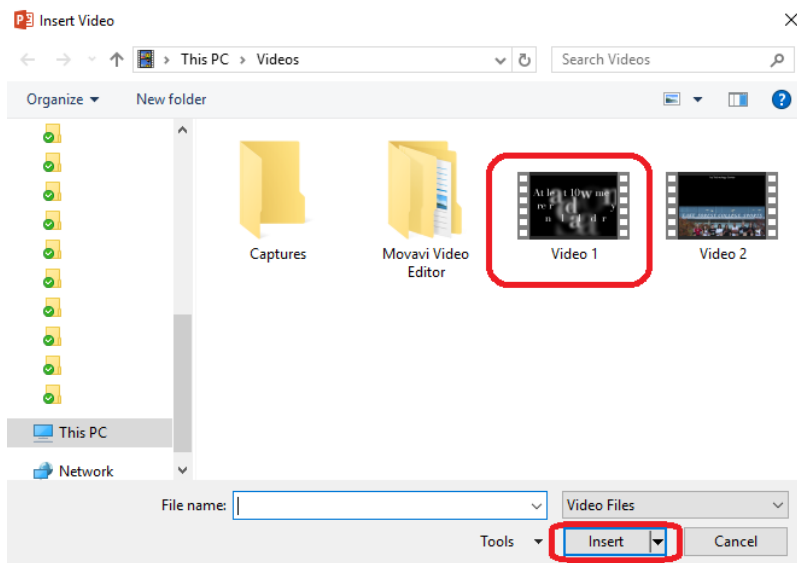 Insert Video
This PC > Videos
Search Videos
Organize
New folder
Captures
Movavi Video
Editor
Video 1
Video 2
This PC
Network
File name:
Video Files
Tools
Insert
Cancel